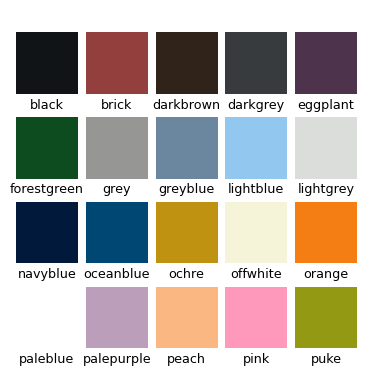 black brick darkbrown darkgrey eggplant
forestgreen grey greyblue lightblue lightgrey
navyblue oceanblue ochre offwhite orange
paleblue palepurple peach pink puke